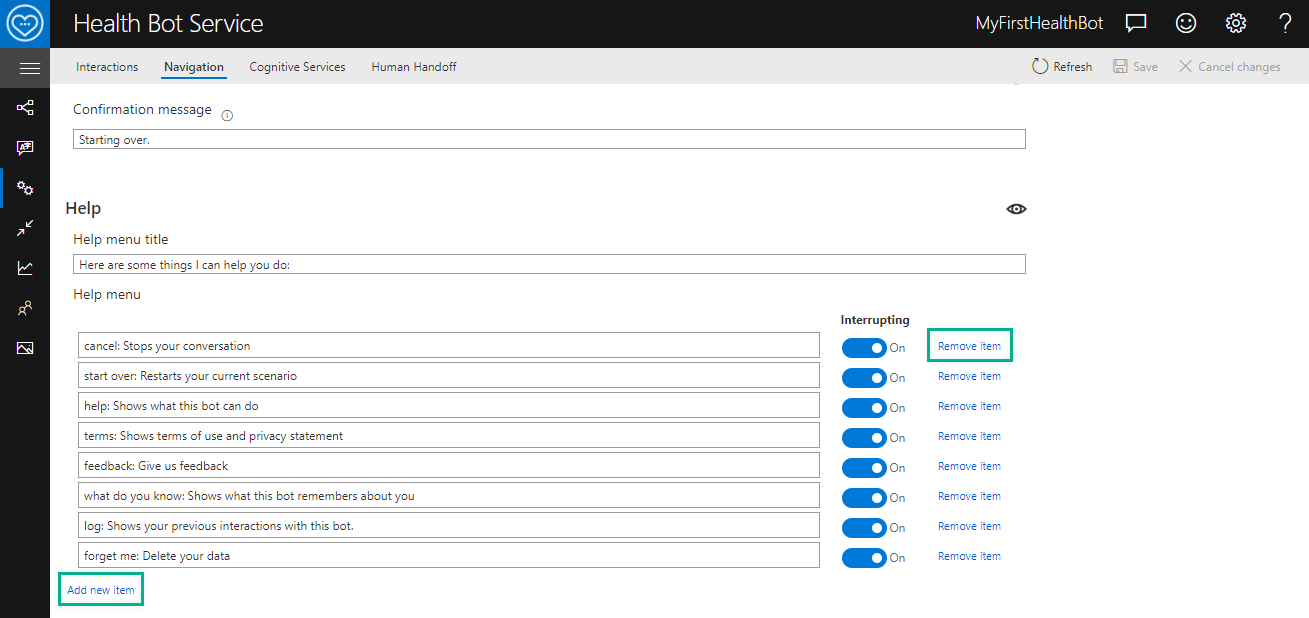 Health Bot Service
MyFirstHealthBot
?
Interactions Navigation Cognitive Services Human Handoff
Refresh Save Cancel changes
Confirmation message
Starting over.
Help
Help menu title
Here are some things I can help you do:
Help menu
Interrupting
cancel: Stops your conversation On Remove item
start over: Restarts your current scenario On Remove item
help: Shows what this bot can do On Remove item
terms: Shows terms of use and privacy statement On Remove item
feedback: Give us feedback On Remove item
what do you know: Shows what this bot remembers about you On Remove item
log: Shows your previous interactions with this bot. On Remove item
forget me: Delete your data On Remove item
Add new item